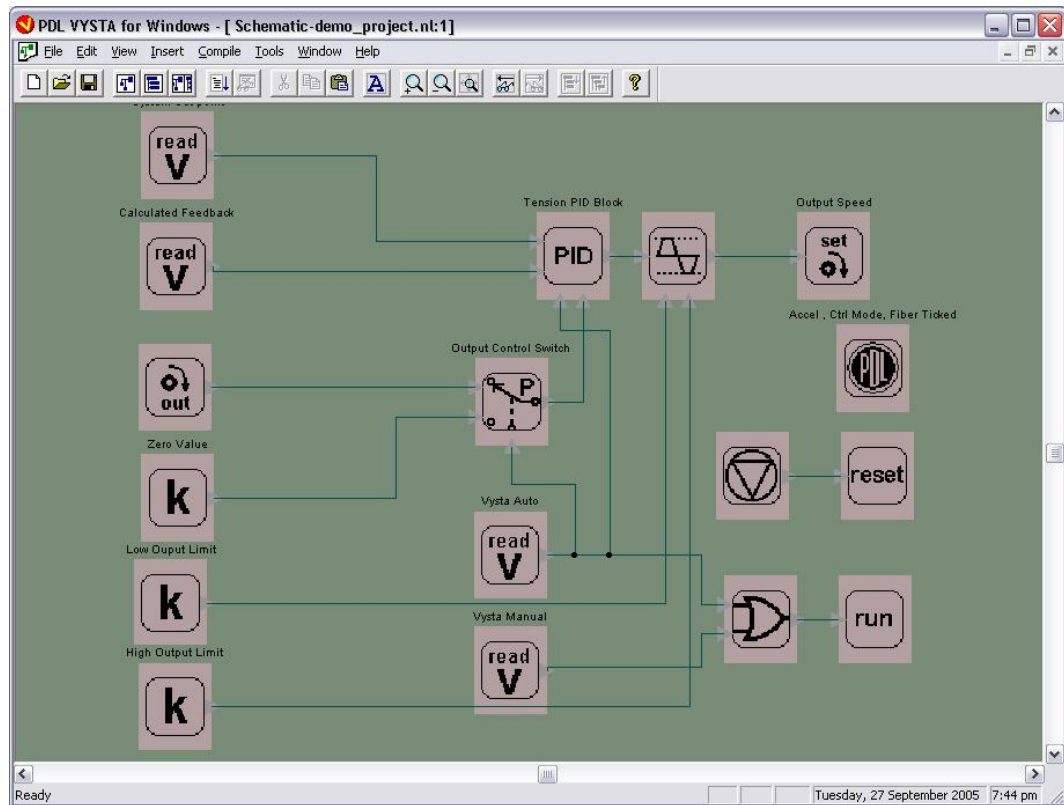 PDL VYSTA for Windows - [ Schematic-demo_project.nl:1]
File Edit View Insert Compile Tools Window Help
A
?
read
V
Calculated Feedback
Tension PID Block
Output Speed
read
V
PID
set
Accel , Ctrl Mode, Fiber Ticked
Output Control Switch
PDL
out
P
Zero Value
k
reset
Vysta Auto
read
V
Low Ouput Limit
k
Vysta Manual
run
High Output Limit
read
V
k
Ready
Tuesday, 27 September 2005 7:44 pm